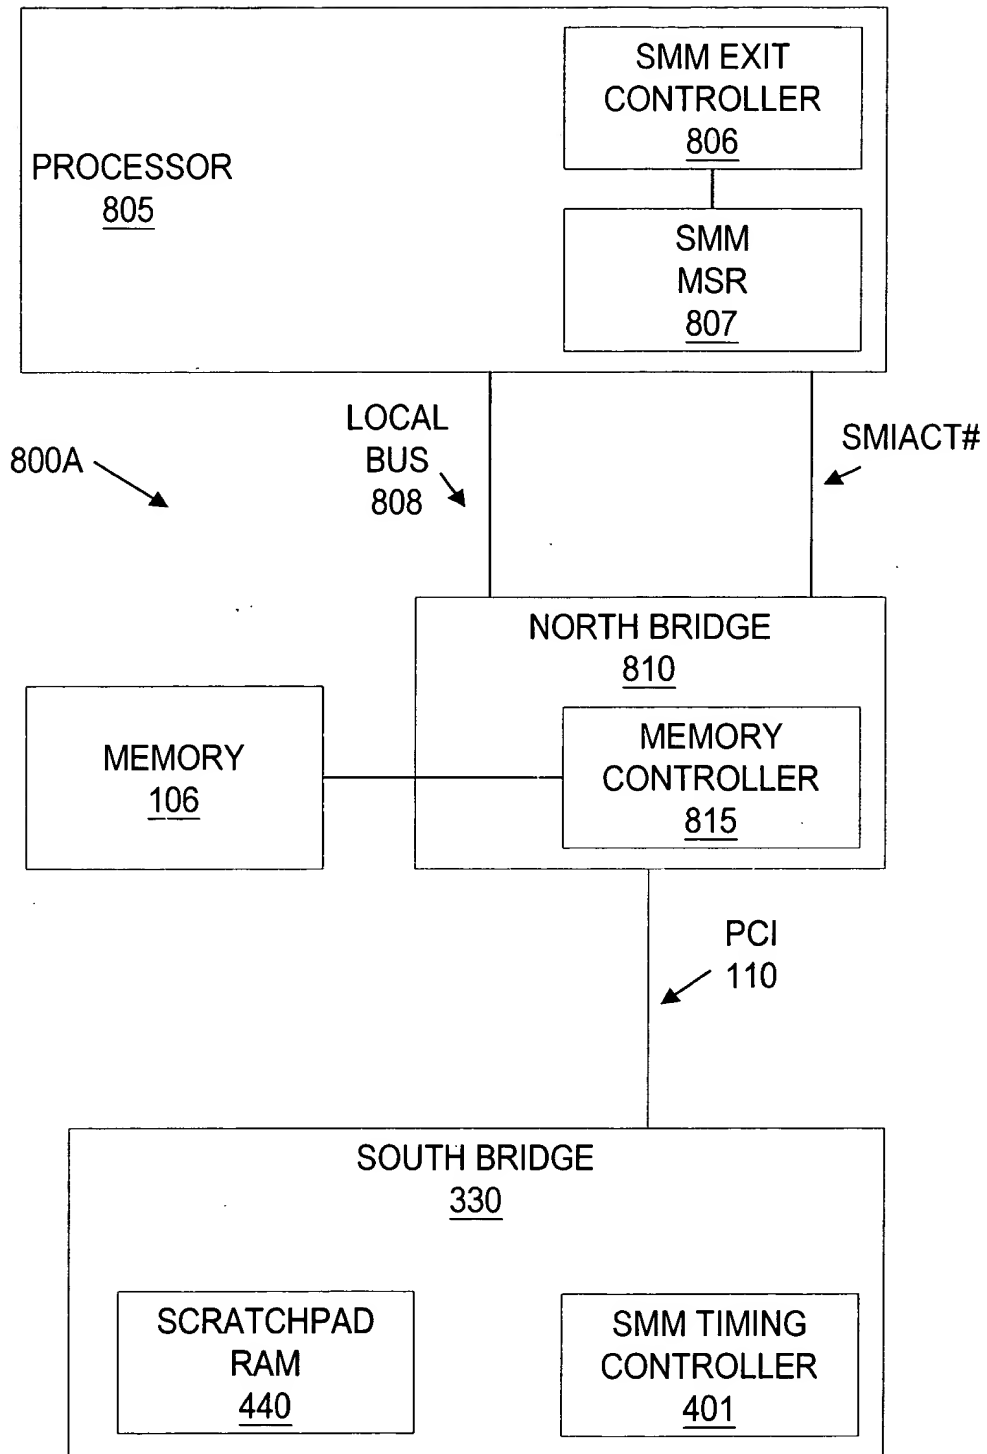 SMM EXIT
CONTROLLER
806
PROCESSOR
805
SMM
MSR
807
LOCAL
BUS
808
SMIACT#
800A
NORTH BRIDGE
810
MEMORY
106
MEMORY
CONTROLLER
815
PCI
110
SOUTH BRIDGE
330
SCRATCHPAD
RAM
440
SMM TIMING
CONTROLLER
401